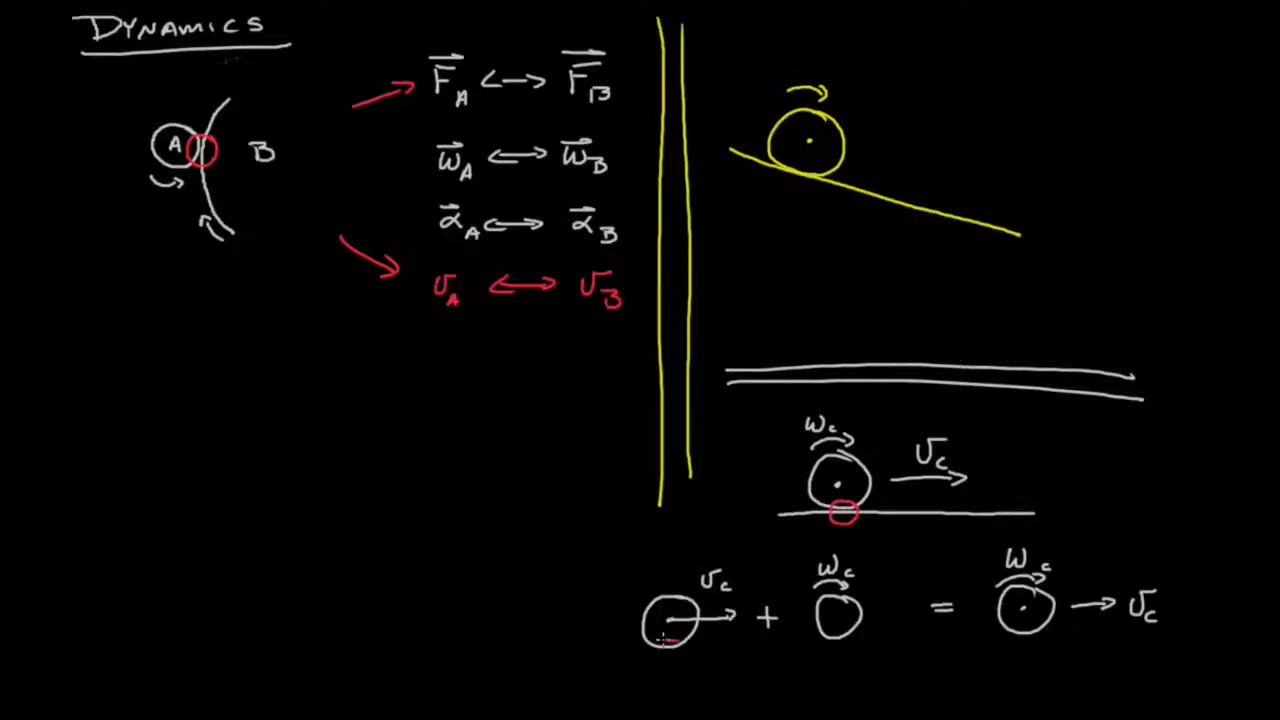 DYNAMICS
A B
F_A ⟷ F_B
ω_A ⟷ ω_B
α_A ⟷ α_B
v_A ⟷ v_B
ω_c
v_c
v_c + ω_c = ω_c → v_c